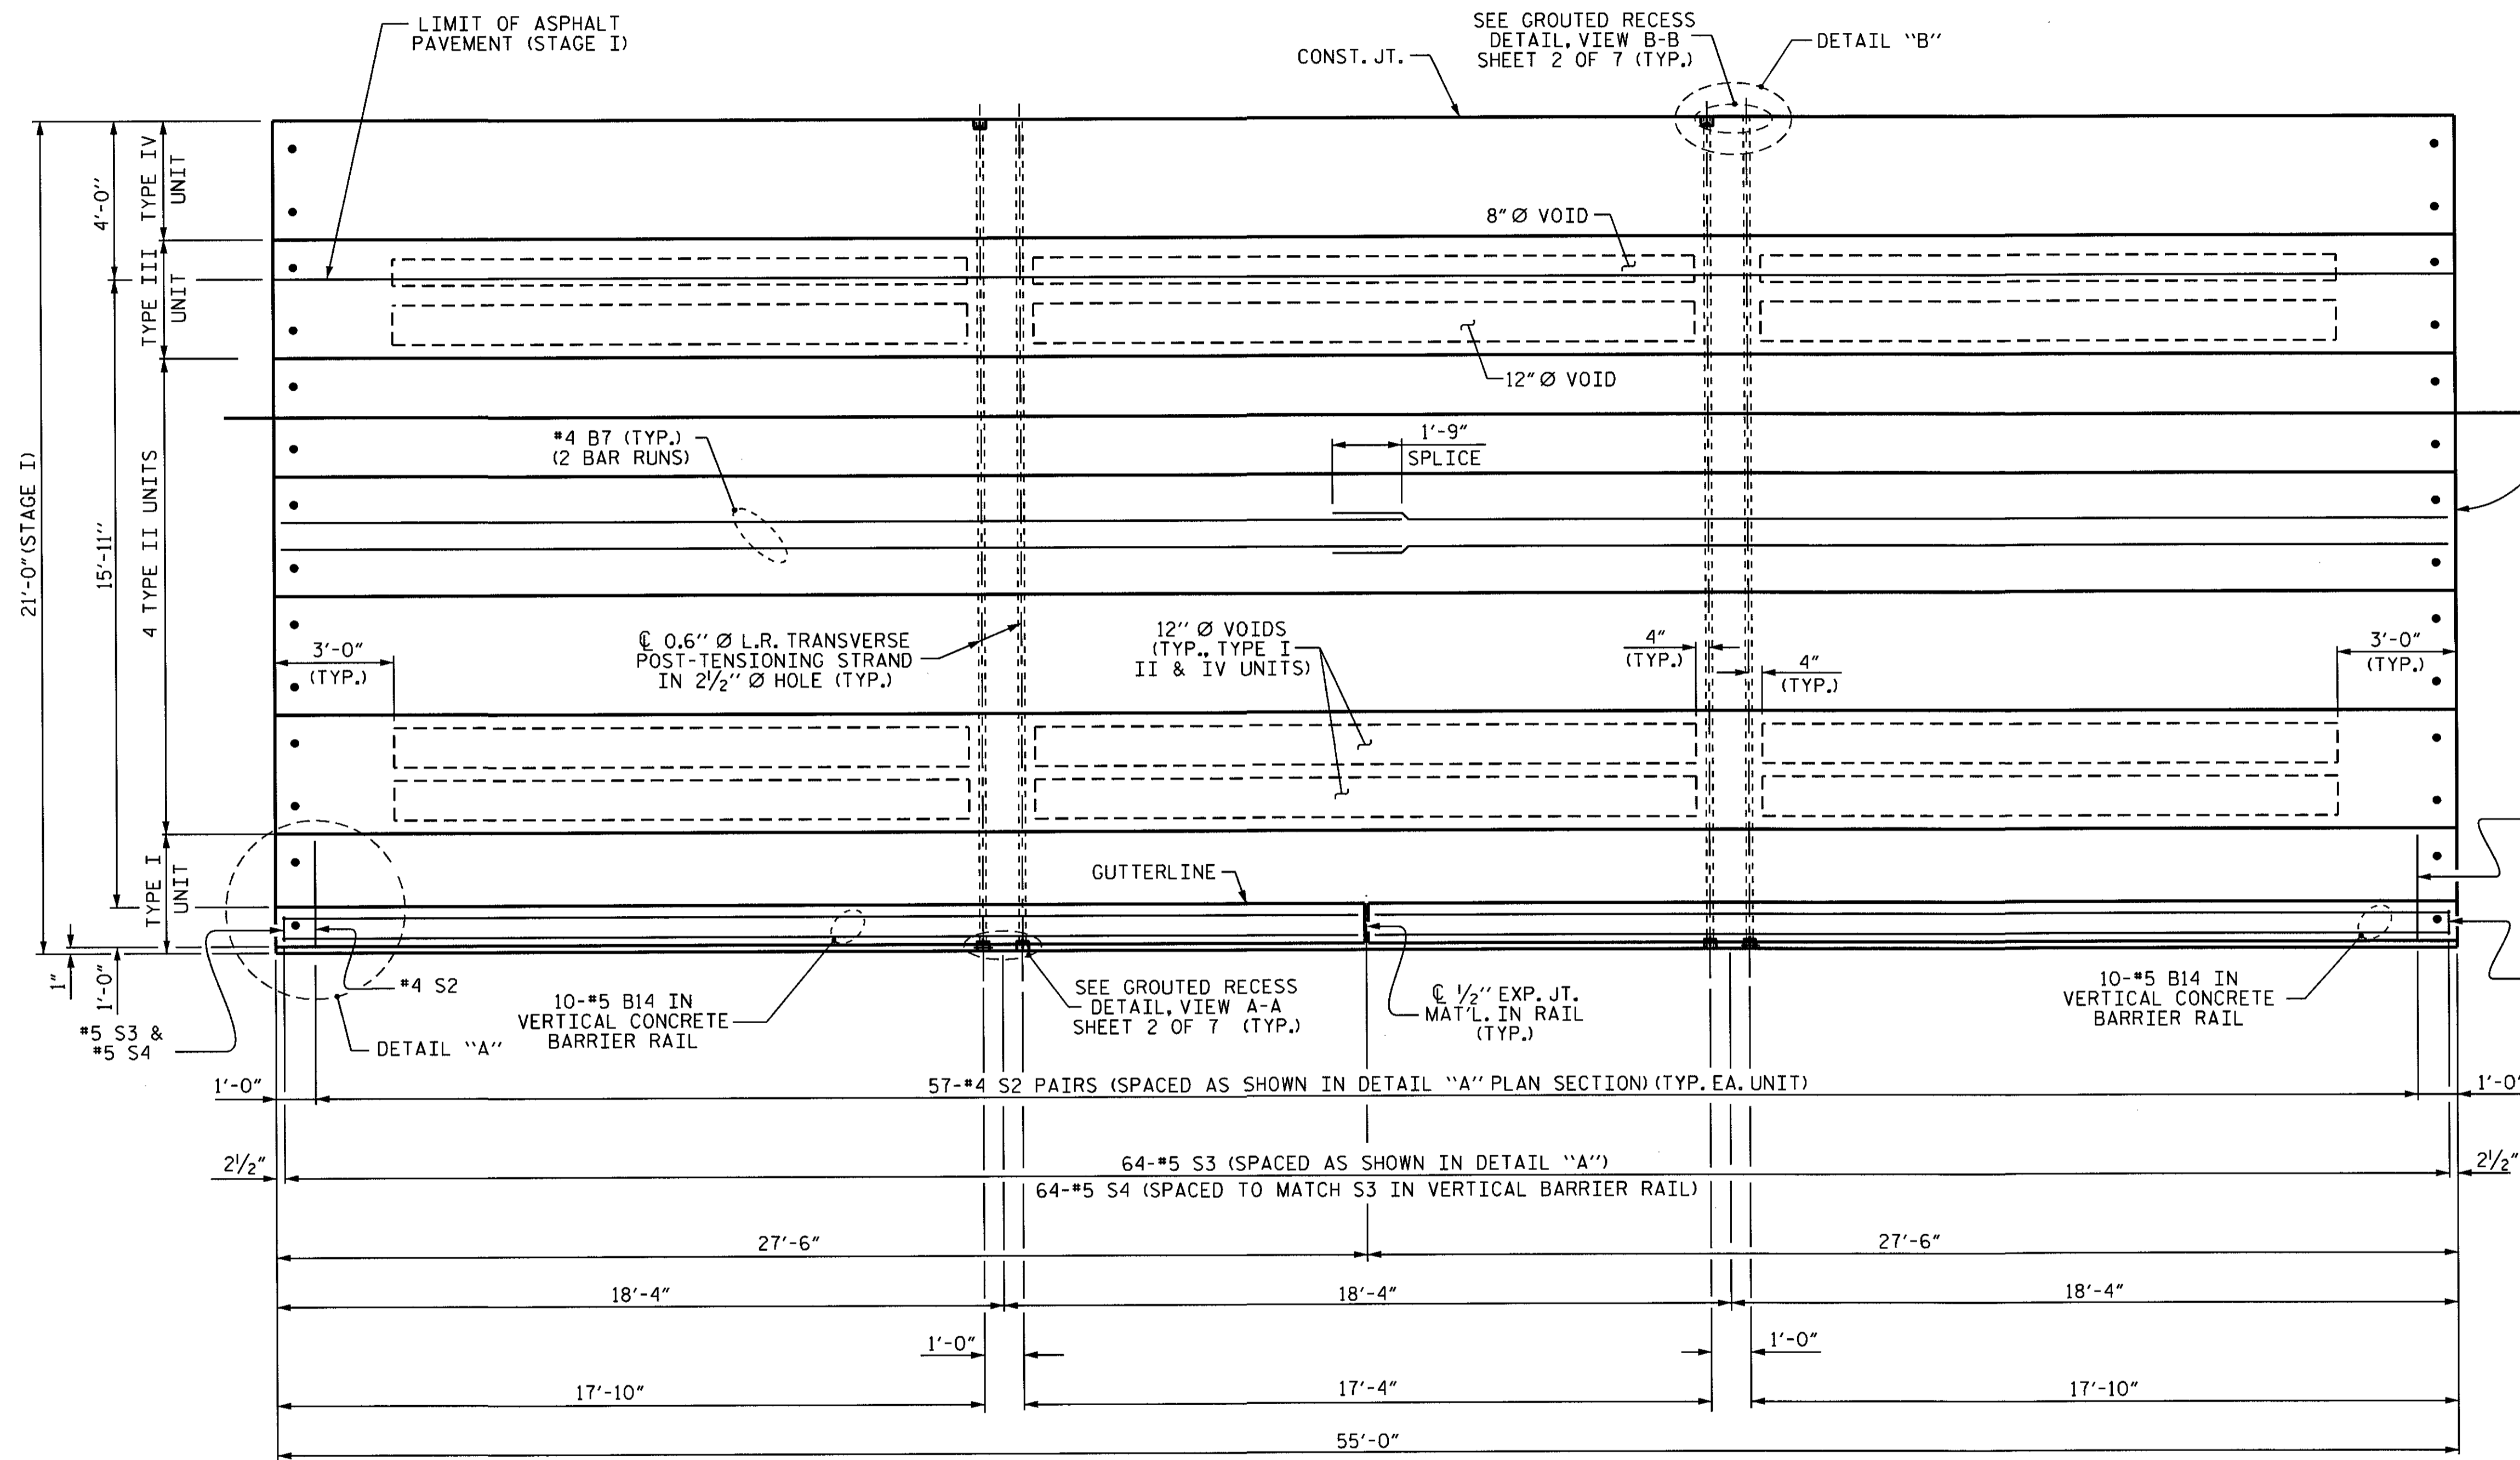 LIMIT OF ASPHALT
PAVEMENT (STAGE I)
CONST. JT.
SEE GROUTED RECESS
DETAIL, VIEW B-B
SHEET 2 OF 7 (TYP.)
DETAIL "B"
21'-0" (STAGE I)
4'-0"
15'-11"
TYPE IV
UNIT
TYPE III
UNIT
4 TYPE II UNITS
TYPE I
UNIT
1"
1'-0"
8" Ø VOID
12" Ø VOID
#4 B7 (TYP.)
(2 BAR RUNS)
1'-9"
SPLICE
3'-0"
(TYP.)
℄ 0.6" Ø L.R. TRANSVERSE
POST-TENSIONING STRAND
IN 2½" Ø HOLE (TYP.)
12" Ø VOIDS
(TYP., TYPE I
II & IV UNITS)
4"
(TYP.)
4"
(TYP.)
3'-0"
(TYP.)
GUTTERLINE
#4 S2
#5 S3 &
#5 S4
DETAIL "A"
10-#5 B14 IN
VERTICAL CONCRETE
BARRIER RAIL
SEE GROUTED RECESS
DETAIL, VIEW A-A
SHEET 2 OF 7 (TYP.)
℄ ½" EXP. JT.
MAT'L. IN RAIL
(TYP.)
10-#5 B14 IN
VERTICAL CONCRETE
BARRIER RAIL
1'-0"
57-#4 S2 PAIRS (SPACED AS SHOWN IN DETAIL "A" PLAN SECTION) (TYP. EA. UNIT)
1'-0"
2½"
64-#5 S3 (SPACED AS SHOWN IN DETAIL "A")
64-#5 S4 (SPACED TO MATCH S3 IN VERTICAL BARRIER RAIL)
2½"
27'-6"
27'-6"
18'-4"
18'-4"
18'-4"
1'-0"
1'-0"
17'-10"
17'-4"
17'-10"
55'-0"